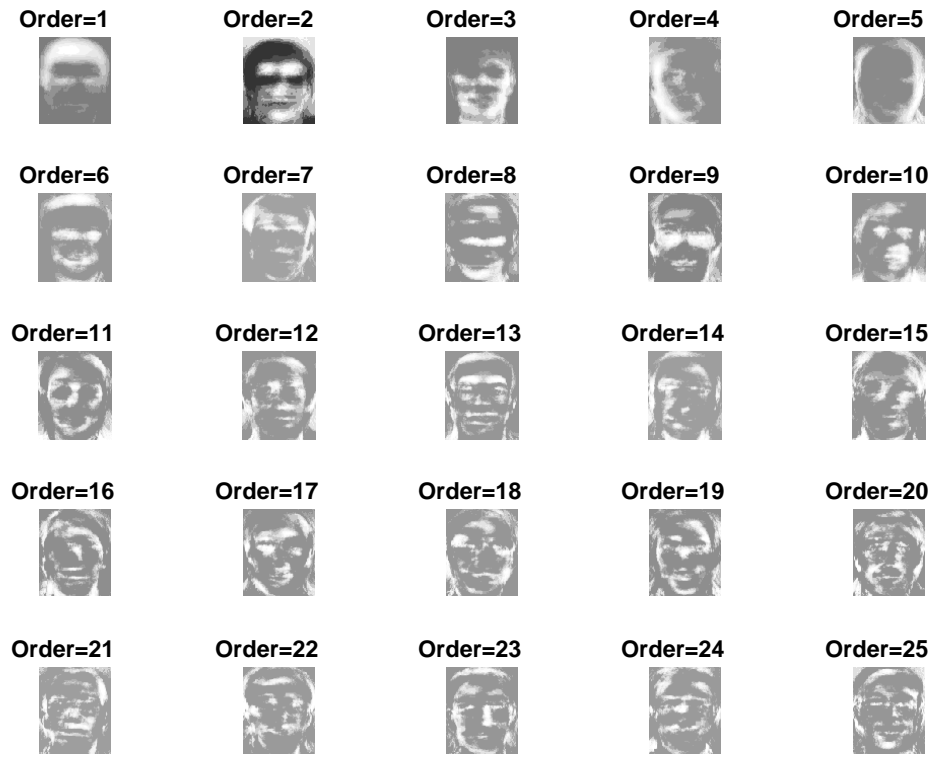 Order=1 Order=2 Order=3 Order=4 Order=5
Order=6 Order=7 Order=8 Order=9 Order=10
Order=11 Order=12 Order=13 Order=14 Order=15
Order=16 Order=17 Order=18 Order=19 Order=20
Order=21 Order=22 Order=23 Order=24 Order=25